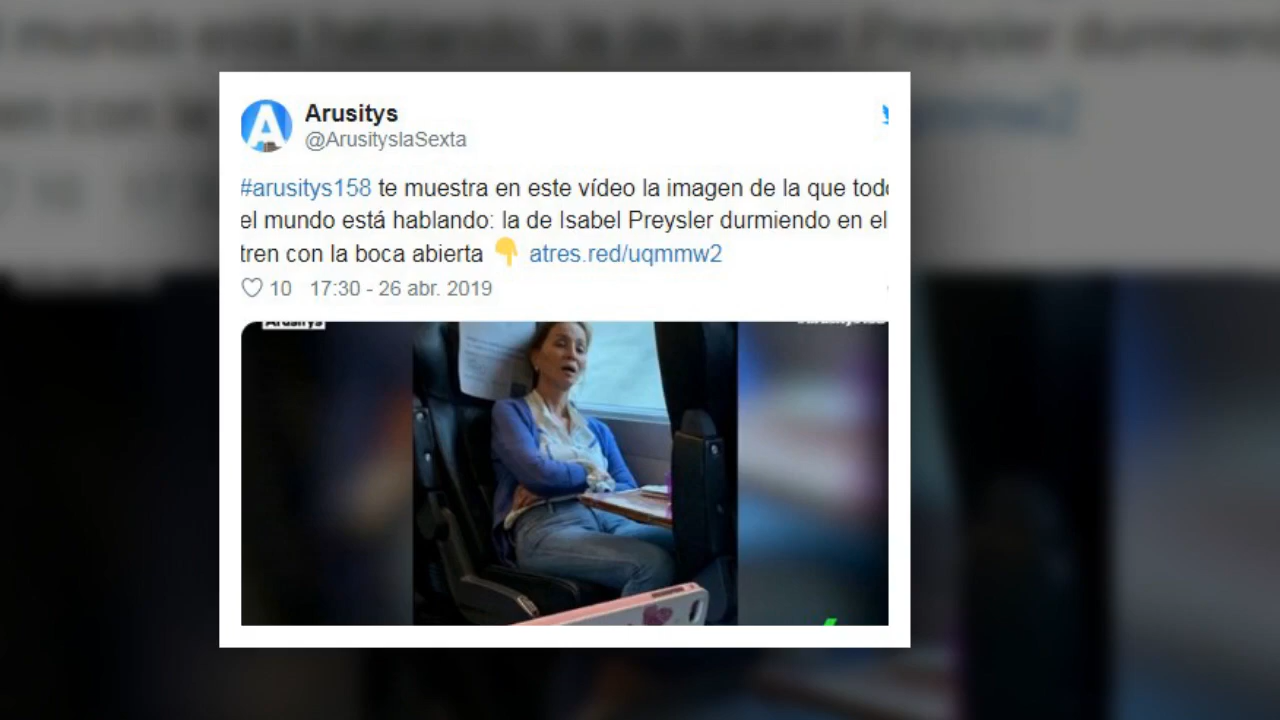 Arusitys
@ArusityslaSexta
#arusitys158 te muestra en este vídeo la imagen de la que todo
el mundo está hablando: la de Isabel Preysler durmiendo en el
tren con la boca abierta 👇 atres.red/uqmmw2
10 17:30 - 26 abr. 2019
Arusitys